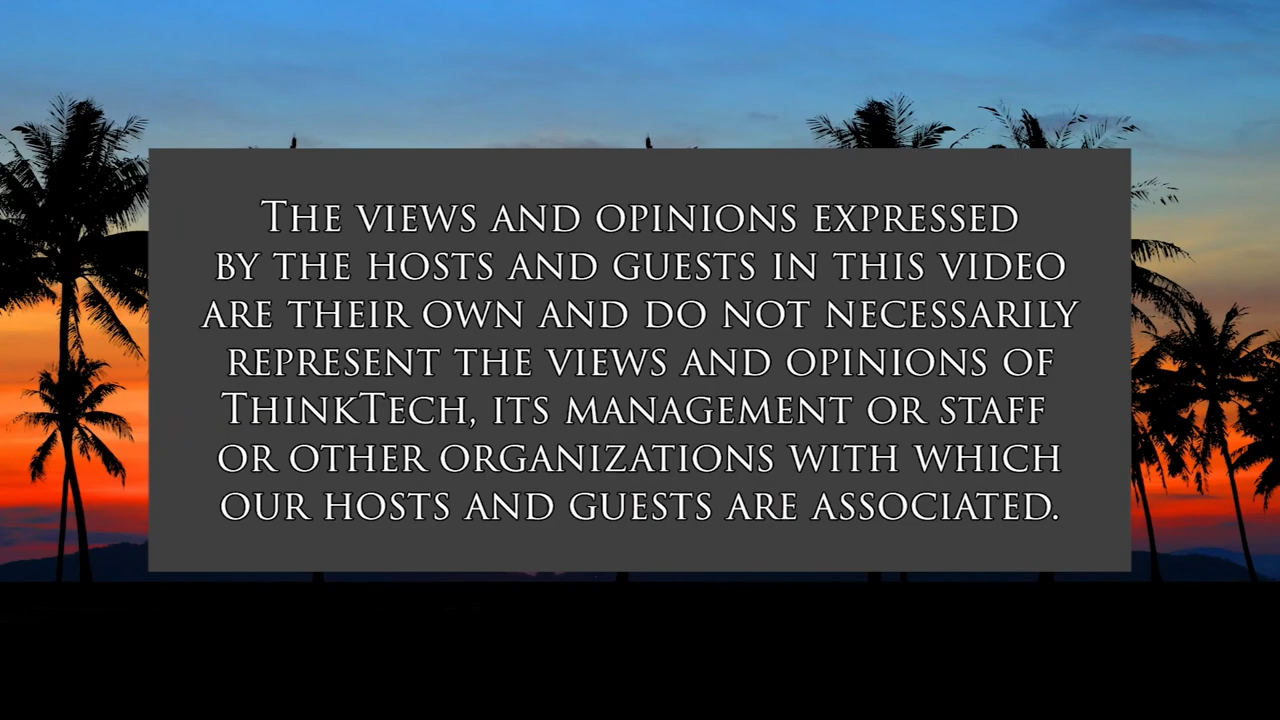 The views and opinions expressed
by the hosts and guests in this video
are their own and do not necessarily
represent the views and opinions of
ThinkTech, its management or staff
or other organizations with which
our hosts and guests are associated.